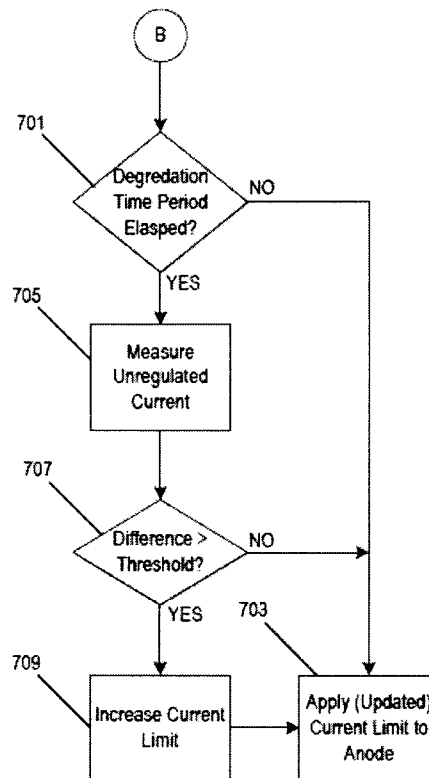 B
701
Degredation
Time Period
Elasped?
NO
YES
705
Measure
Unregulated
Current
707
Difference >
Threshold?
NO
YES
703
709
Increase Current
Limit
Apply (Updated)
Current Limit to
Anode